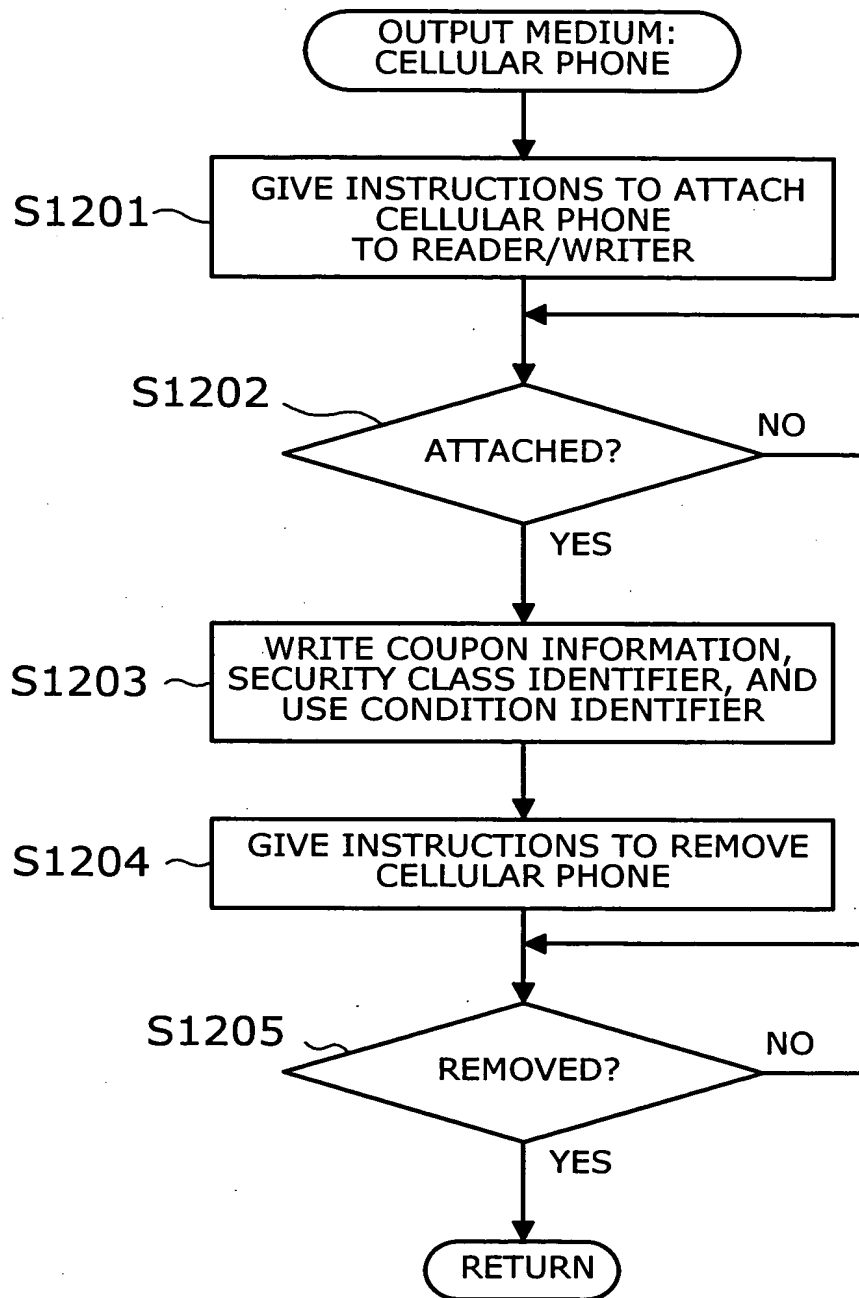 OUTPUT MEDIUM:
CELLULAR PHONE
S1201
GIVE INSTRUCTIONS TO ATTACH
CELLULAR PHONE
TO READER/WRITER
S1202
ATTACHED?
NO
YES
S1203
WRITE COUPON INFORMATION,
SECURITY CLASS IDENTIFIER, AND
USE CONDITION IDENTIFIER
S1204
GIVE INSTRUCTIONS TO REMOVE
CELLULAR PHONE
S1205
REMOVED?
NO
YES
RETURN